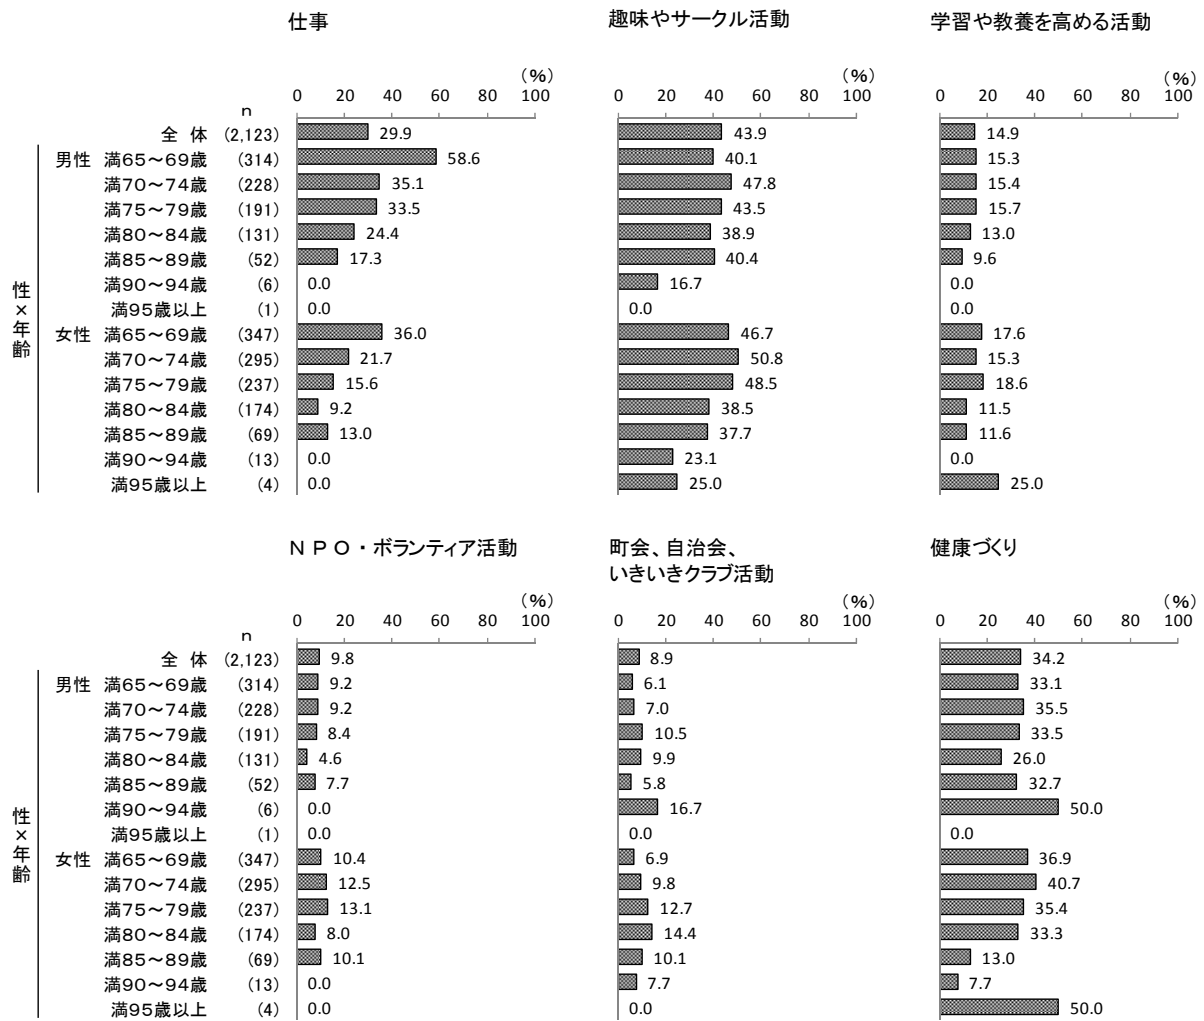 仕事 趣味やサークル活動 学習や教養を高める活動
(%) (%) (%)
n 0 20 40 60 80 100 0 20 40 60 80 100 0 20 40 60 80 100
全 体 (2,123) 29.9 43.9 14.9
男性 満65～69歳 (314) 58.6 40.1 15.3
満70～74歳 (228) 35.1 47.8 15.4
満75～79歳 (191) 33.5 43.5 15.7
満80～84歳 (131) 24.4 38.9 13.0
満85～89歳 (52) 17.3 40.4 9.6
満90～94歳 (6) 0.0 16.7 0.0
満95歳以上 (1) 0.0 0.0 0.0
女性 満65～69歳 (347) 36.0 46.7 17.6
満70～74歳 (295) 21.7 50.8 15.3
満75～79歳 (237) 15.6 48.5 18.6
満80～84歳 (174) 9.2 38.5 11.5
満85～89歳 (69) 13.0 37.7 11.6
満90～94歳 (13) 0.0 23.1 0.0
満95歳以上 (4) 0.0 25.0 25.0
性×年齢
ＮＰＯ・ボランティア活動 町会、自治会、 健康づくり
いきいきクラブ活動
(%) (%) (%)
n 0 20 40 60 80 100 0 20 40 60 80 100 0 20 40 60 80 100
全 体 (2,123) 9.8 8.9 34.2
男性 満65～69歳 (314) 9.2 6.1 33.1
満70～74歳 (228) 9.2 7.0 35.5
満75～79歳 (191) 8.4 10.5 33.5
満80～84歳 (131) 4.6 9.9 26.0
満85～89歳 (52) 7.7 5.8 32.7
満90～94歳 (6) 0.0 16.7 50.0
満95歳以上 (1) 0.0 0.0 0.0
女性 満65～69歳 (347) 10.4 6.9 36.9
満70～74歳 (295) 12.5 9.8 40.7
満75～79歳 (237) 13.1 12.7 35.4
満80～84歳 (174) 8.0 14.4 33.3
満85～89歳 (69) 10.1 10.1 13.0
満90～94歳 (13) 0.0 7.7 7.7
満95歳以上 (4) 0.0 0.0 50.0
性×年齢